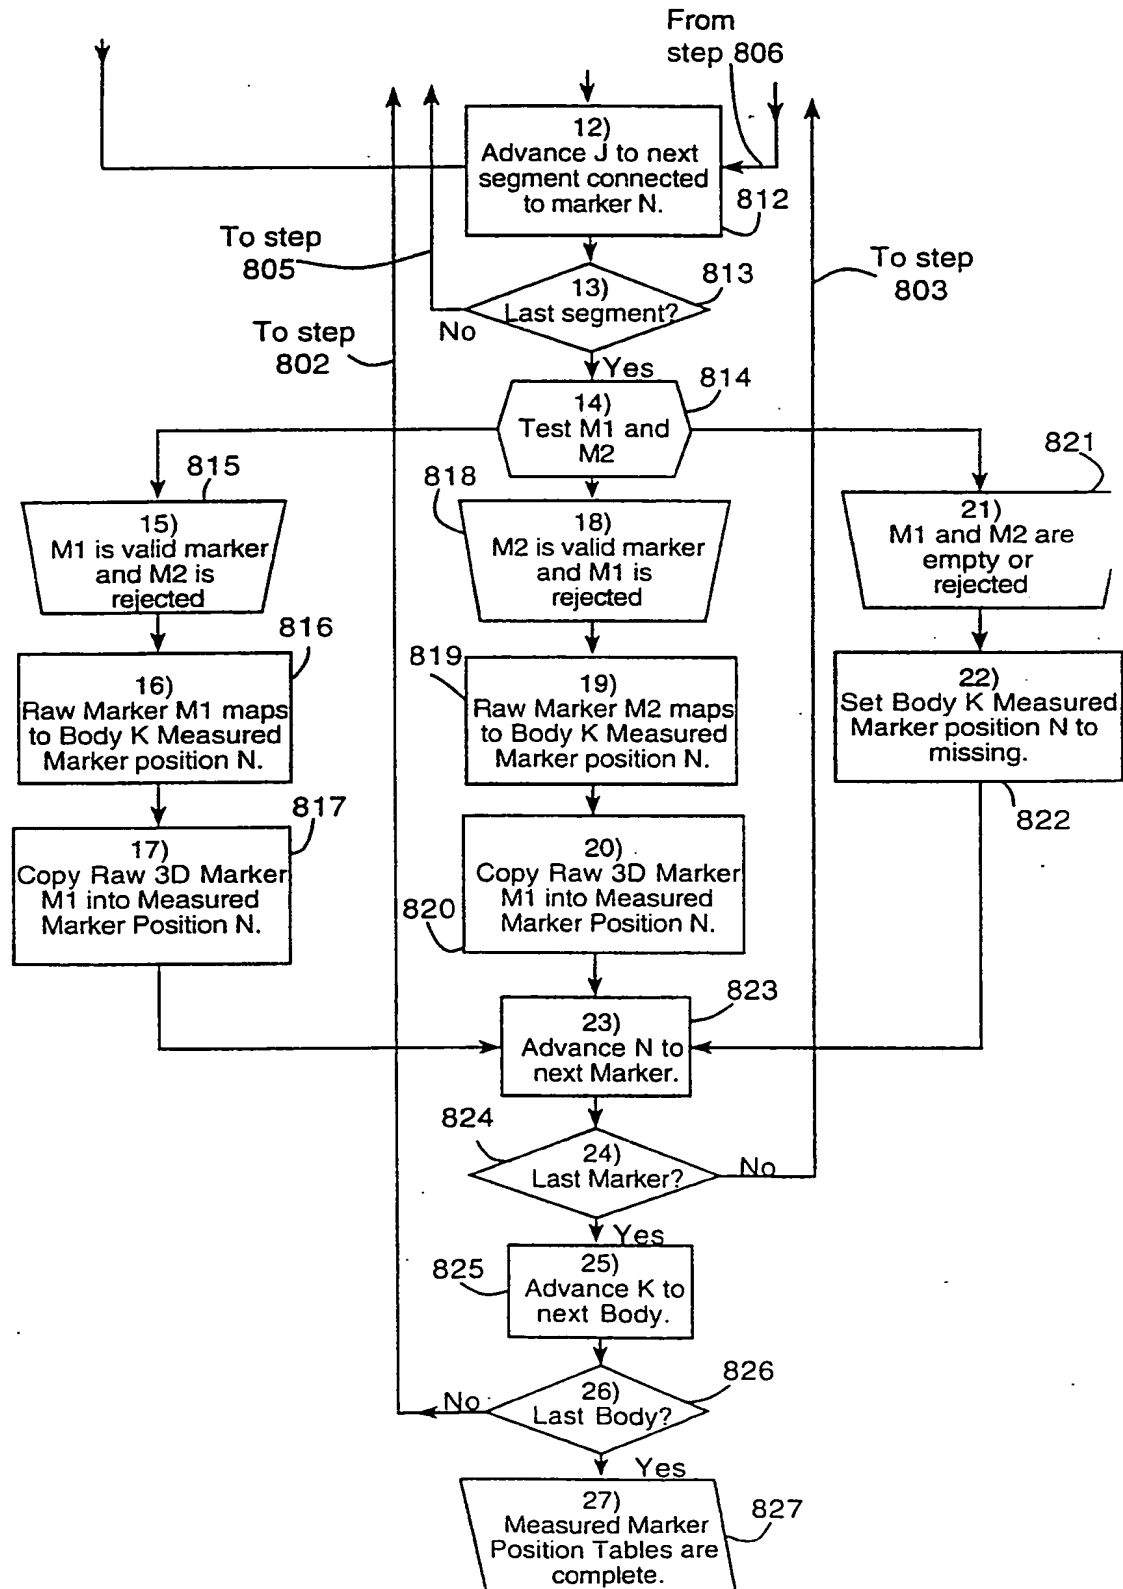 From
step 806
12)
Advance J to next
segment connected
to marker N.
812
To step
805
To step
803
13)
Last segment?
813
No
To step
802
Yes
14)
Test M1 and
M2
814
815
15)
M1 is valid marker
and M2 is
rejected
818
18)
M2 is valid marker
and M1 is
rejected
821
21)
M1 and M2 are
empty or
rejected
816
16)
Raw Marker M1 maps
to Body K Measured
Marker position N.
819
19)
Raw Marker M2 maps
to Body K Measured
Marker position N.
22)
Set Body K Measured
Marker position N to
missing.
822
817
17)
Copy Raw 3D Marker
M1 into Measured
Marker Position N.
20)
Copy Raw 3D Marker
M1 into Measured
Marker Position N.
820
823
23)
Advance N to
next Marker.
824
24)
Last Marker?
No
Yes
825
25)
Advance K to
next Body.
826
26)
Last Body?
No
Yes
27)
Measured Marker
Position Tables are
complete.
827